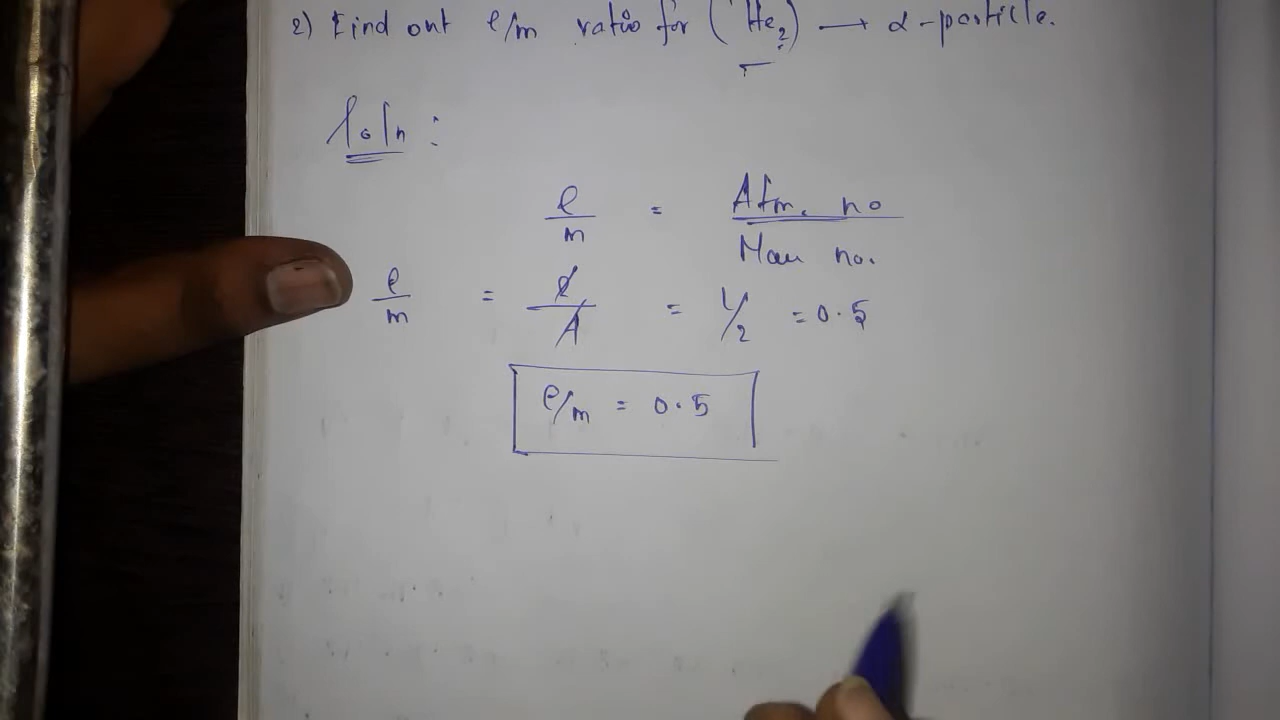 2) Find out e/m ratio for (He₂) → α-particle.
Soln :
e/m = Atm. no / Mass no.
e/m = 2/4 = 1/2 = 0.5
e/m = 0.5